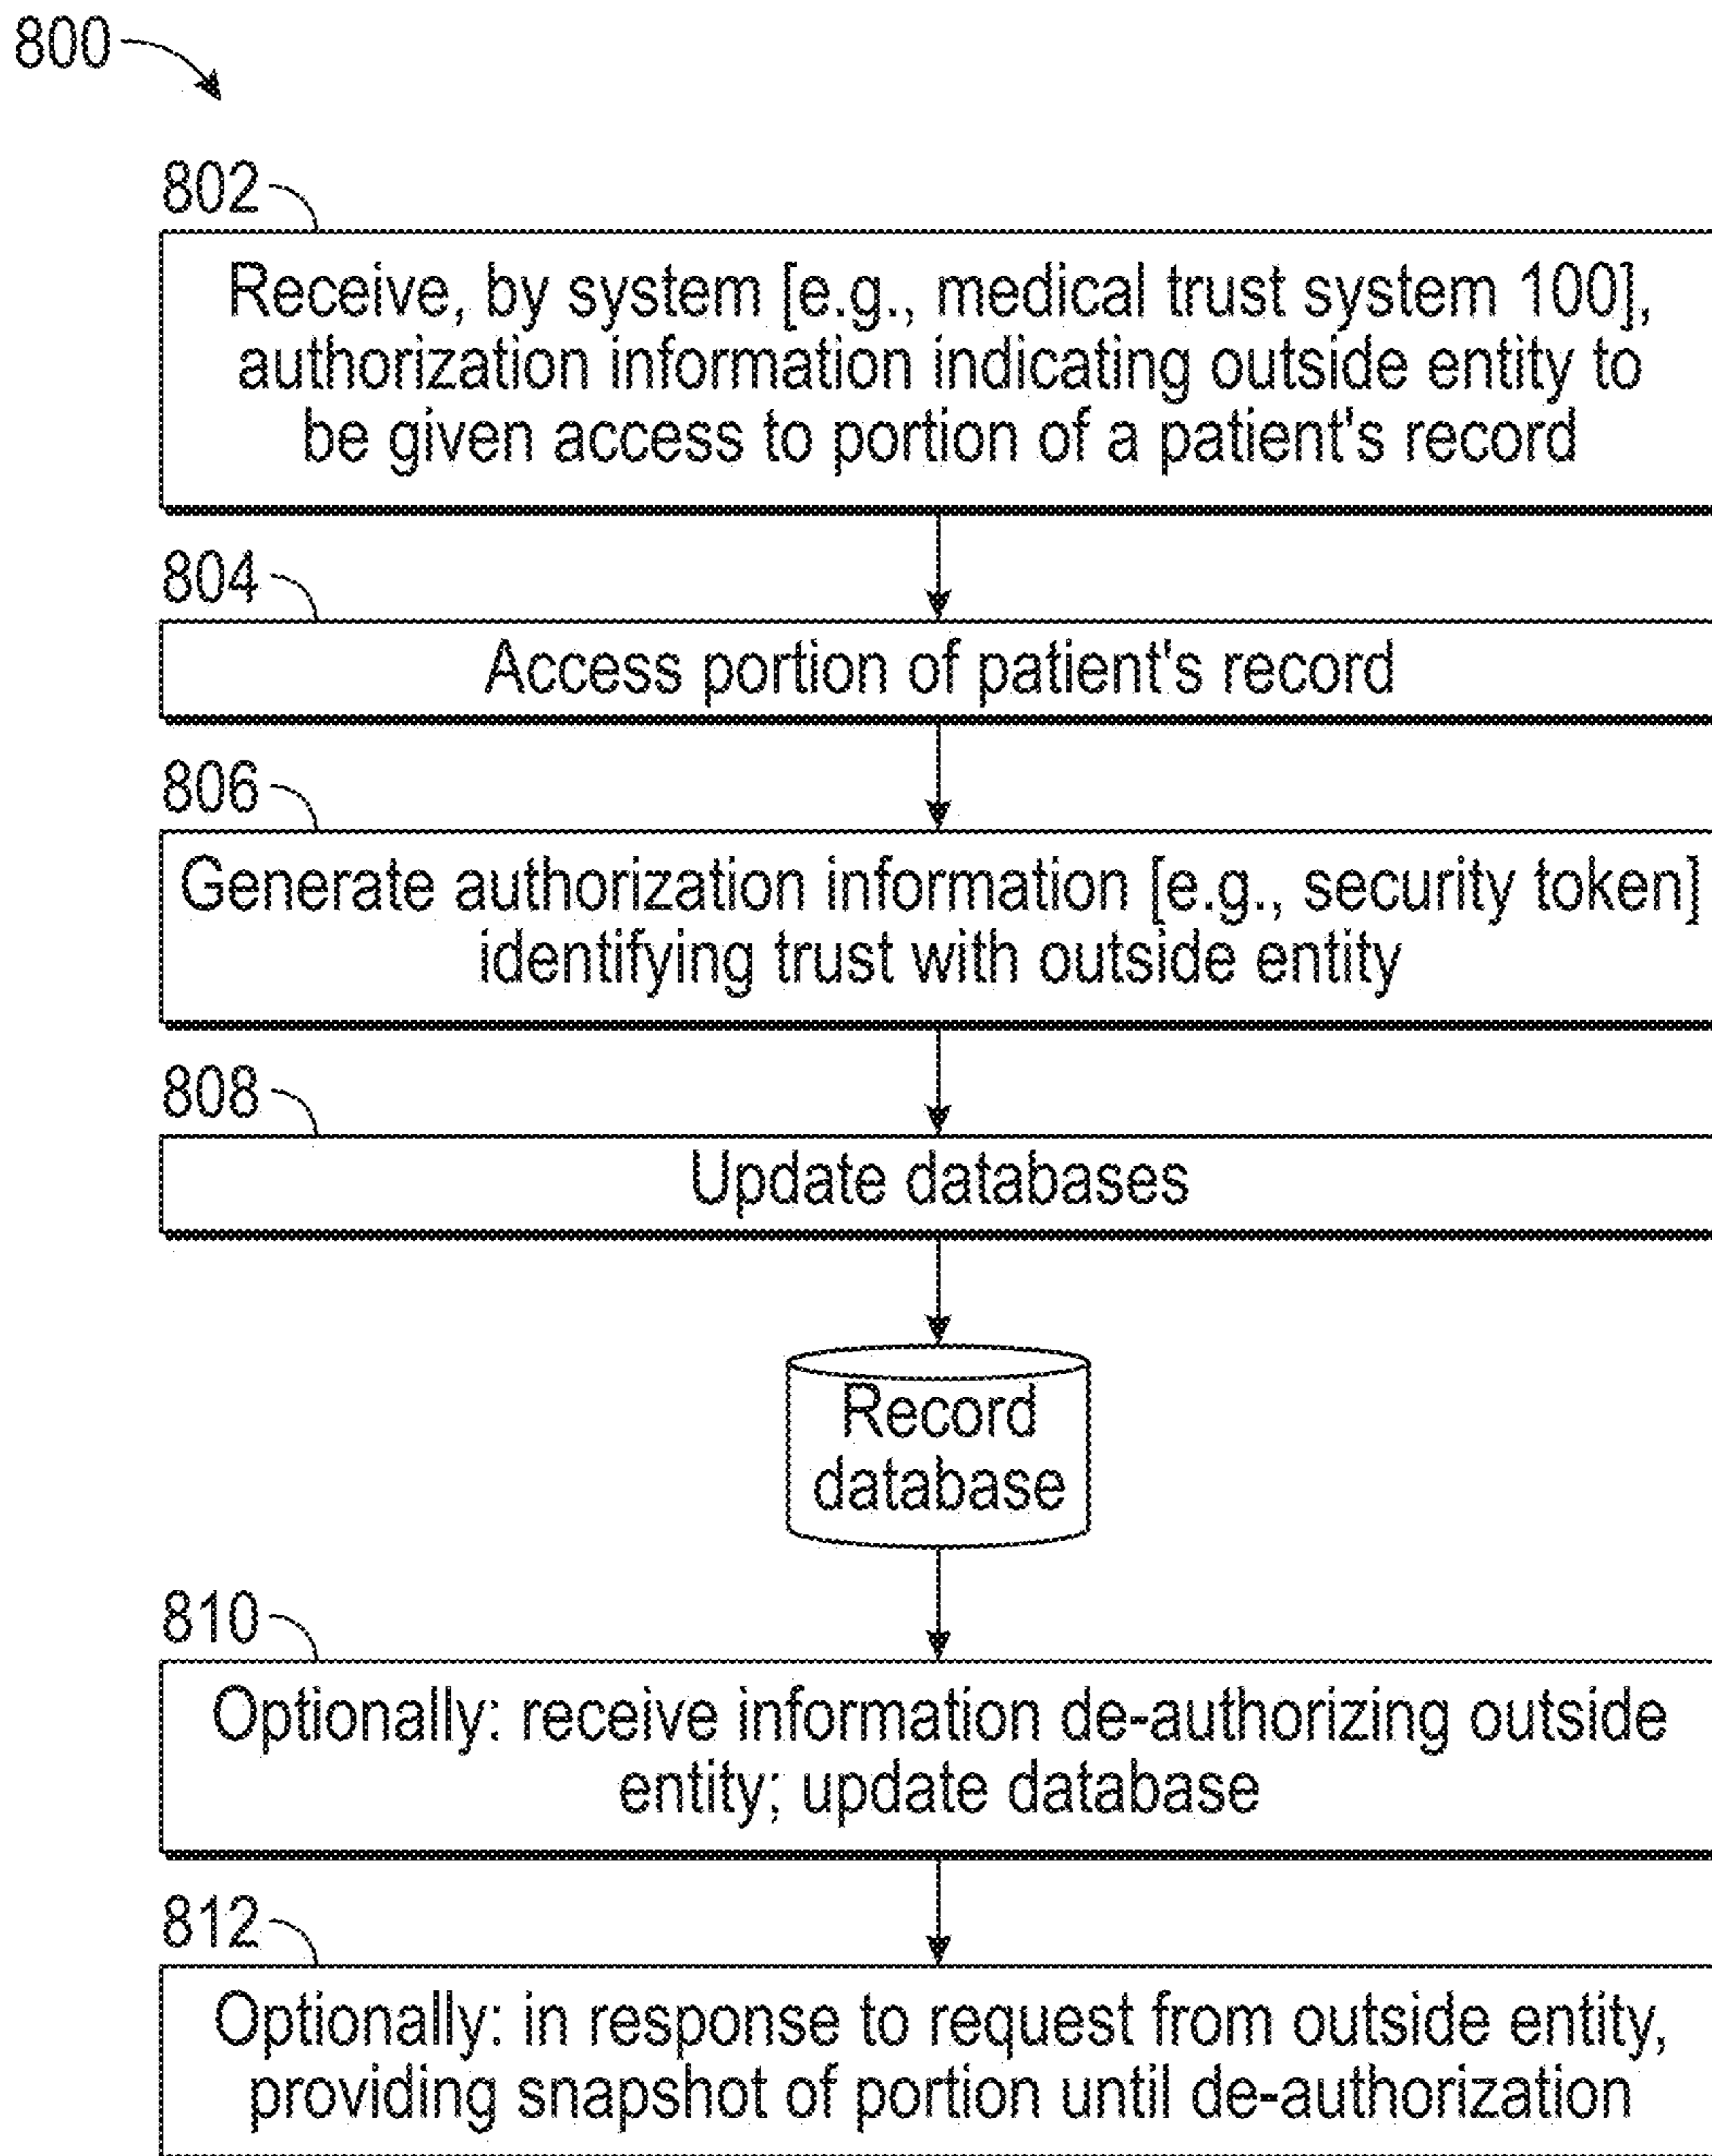 800
802
Receive, by system [e.g., medical trust system 100],
authorization information indicating outside entity to
be given access to portion of a patient's record
804
Access portion of patient's record
806
Generate authorization information [e.g., security token]
identifying trust with outside entity
808
Update databases
Record
database
810
Optionally: receive information de-authorizing outside
entity; update database
812
Optionally: in response to request from outside entity,
providing snapshot of portion until de-authorization